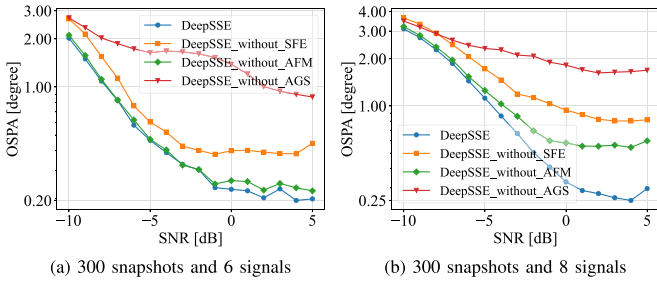 3.00
2.00
1.00
0.20
OSPA [degree]
DeepSSE
DeepSSE_without_SFE
DeepSSE_without_AFM
DeepSSE_without_AGS
−10
−5
0
5
SNR [dB]
(a) 300 snapshots and 6 signals
4.00
3.00
1.00
0.25
OSPA [degree]
DeepSSE
DeepSSE_without_SFE
DeepSSE_without_AFM
DeepSSE_without_AGS
−10
−5
0
5
SNR [dB]
(b) 300 snapshots and 8 signals